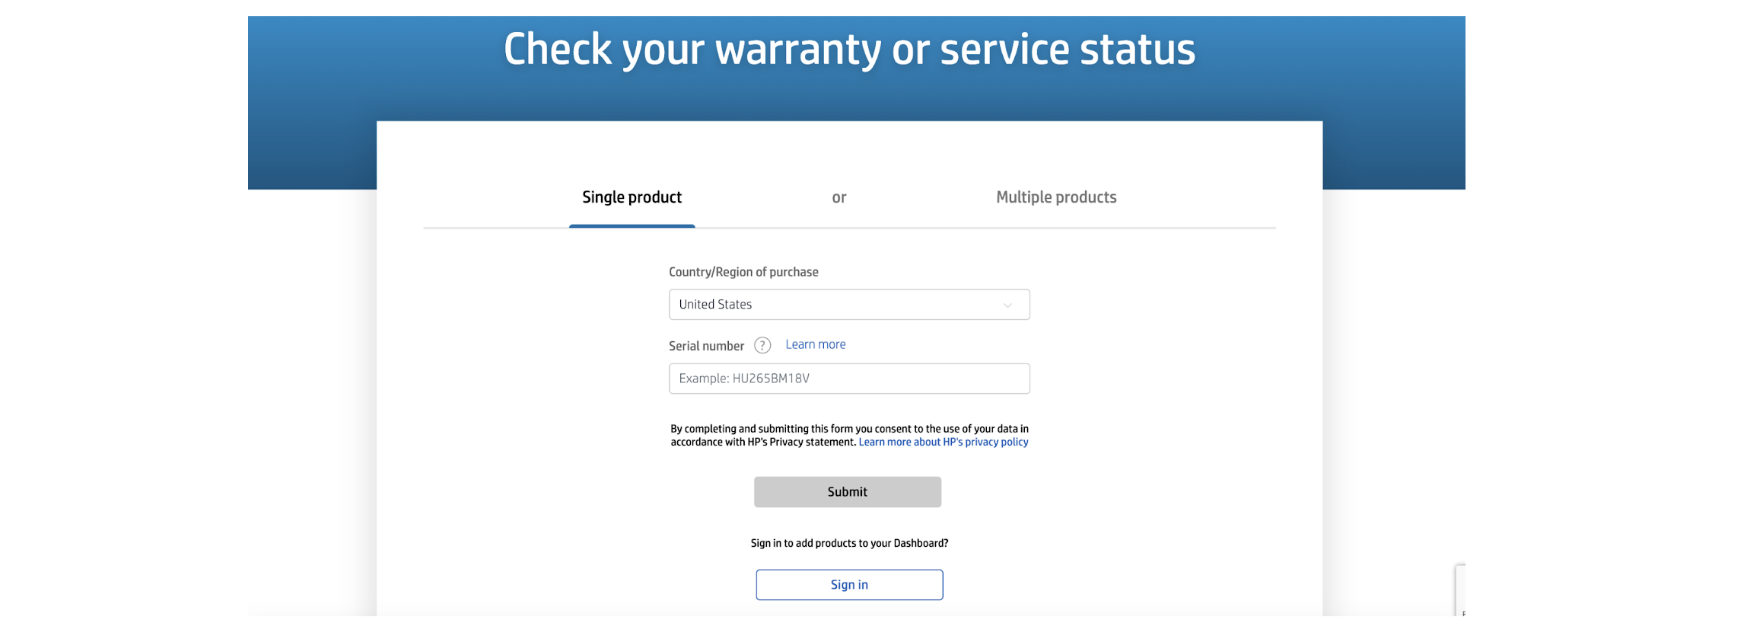 Check your warranty or service status
Single product or Multiple products
Country/Region of purchase
United States
Serial number ? Learn more
Example: HU265BM18V
By completing and submitting this form you consent to the use of your data in
accordance with HP's Privacy statement. Learn more about HP's privacy policy
Submit
Sign in to add products to your Dashboard?
Sign in